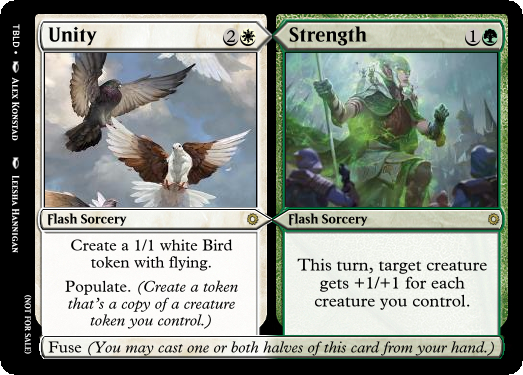 Unity 2
Flash Sorcery
Create a 1/1 white Bird
token with flying.
Populate. (Create a token
that's a copy of a creature
token you control.)
Strength 1
Flash Sorcery
This turn, target creature
gets +1/+1 for each
creature you control.
Fuse (You may cast one or both halves of this card from your hand.)
TBLD • ALEX KONSTAD LEESHA HANNIGAN
(NOT FOR SALE)